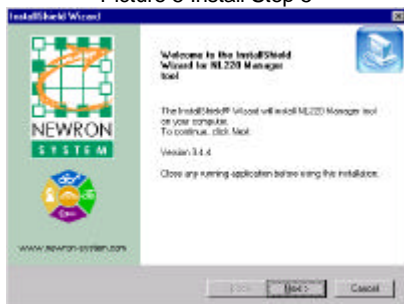 Picture 3 Install Step 3
InstallShield Wizard
NEWRON
SYSTEM
www.newron-system.com
Welcome to the InstallShield
Wizard for NL220 Manager
tool
The InstallShield® Wizard will install NL220 Manager tool
on your computer.
To continue, click Next.
Version 3.4.4
Close any running application before using this installation.
Next >
Cancel